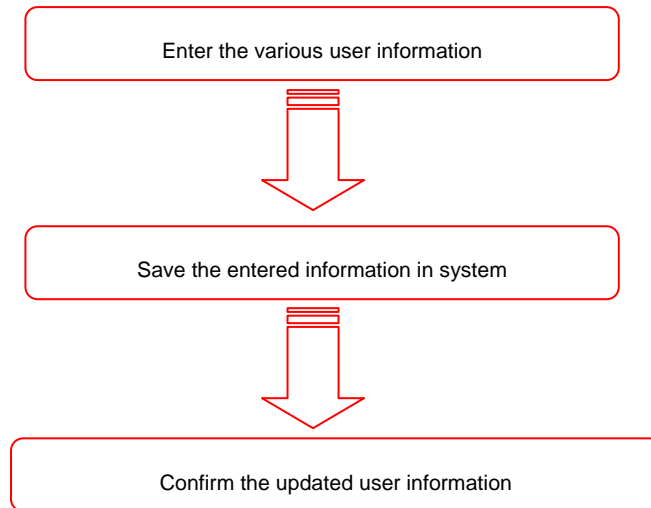 Enter the various user information
Save the entered information in system
Confirm the updated user information